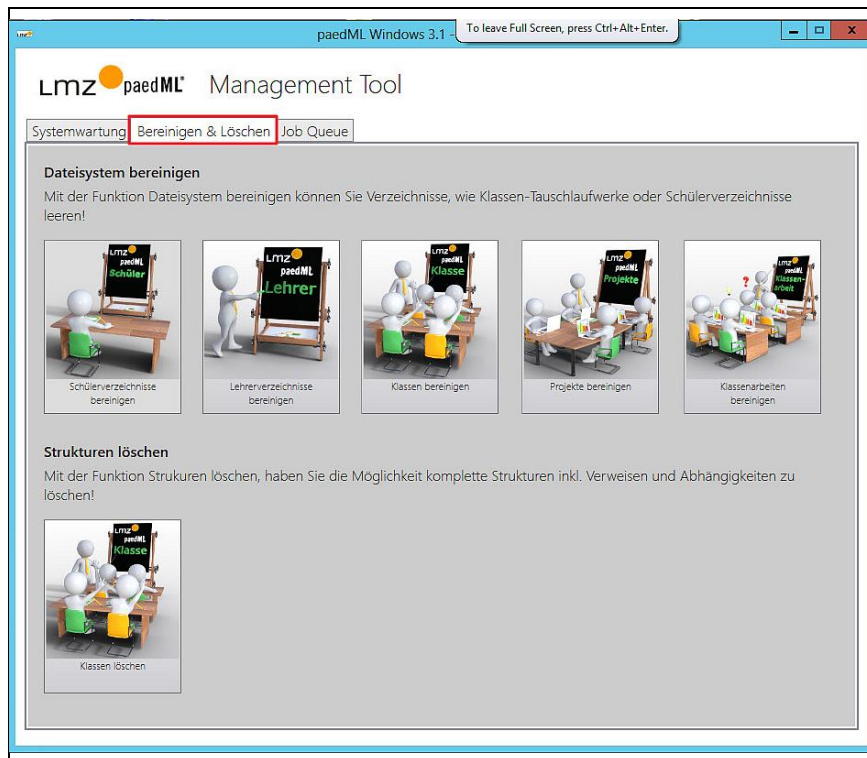 paedML Windows 3.1 -
To leave Full Screen, press Ctrl+Alt+Enter.
Lmz paedML® Management Tool
Systemwartung Bereinigen & Löschen Job Queue
Dateisystem bereinigen
Mit der Funktion Dateisystem bereinigen können Sie Verzeichnisse, wie Klassen-Tauschlaufwerke oder Schülerverzeichnisse
leeren!
Lmz paedML Schüler
Lmz paedML Lehrer
Lmz paedML Klasse
Lmz paedML Projekte
Lmz paedML Klassen-
arbeit
Schülerverzeichnisse
bereinigen
Lehrerverzeichnisse
bereinigen
Klassen bereinigen
Projekte bereinigen
Klassenarbeiten
bereinigen
Strukturen löschen
Mit der Funktion Strukuren löschen, haben Sie die Möglichkeit komplette Strukturen inkl. Verweisen und Abhängigkeiten zu
löschen!
Lmz paedML Klasse
Klassen löschen